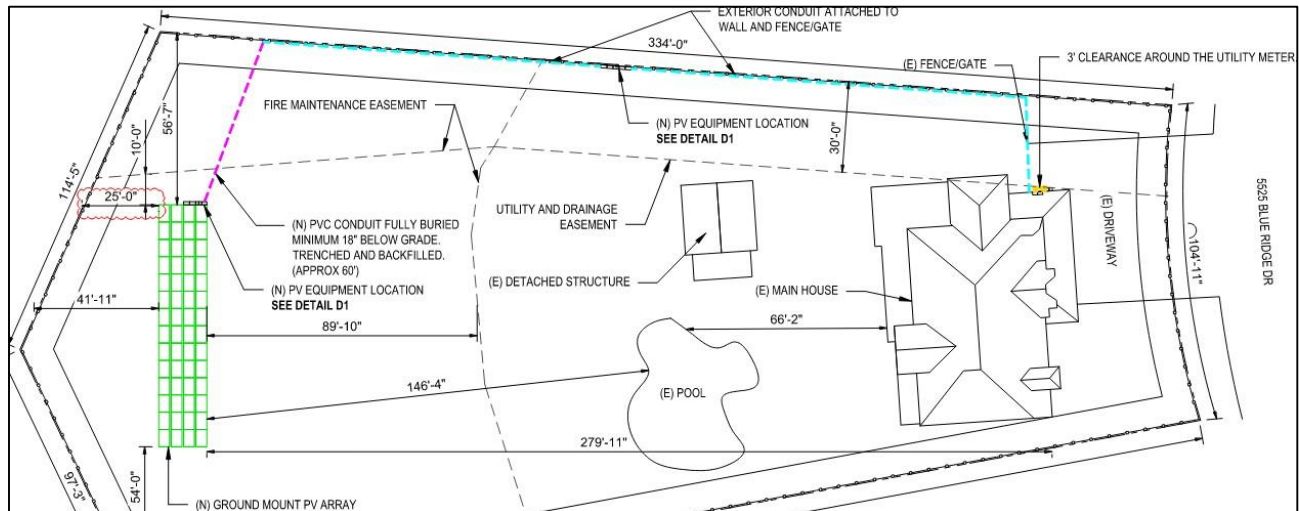 EXTERIOR CONDUIT ATTACHED TO
WALL AND FENCE/GATE
334'-0"
(E) FENCE/GATE
3' CLEARANCE AROUND THE UTILITY METER
FIRE MAINTENANCE EASEMENT
56'-7"
10'-0"
114'-5"
25'-0"
(N) PV EQUIPMENT LOCATION
SEE DETAIL D1
30'-0"
UTILITY AND DRAINAGE
EASEMENT
(N) PVC CONDUIT FULLY BURIED
MINIMUM 18" BELOW GRADE.
TRENCHED AND BACKFILLED.
(APPROX 60')
(N) PV EQUIPMENT LOCATION
SEE DETAIL D1
(E) DETACHED STRUCTURE
(E) MAIN HOUSE
(E) DRIVEWAY
104'-11"
5525 BLUE RIDGE DR
41'-11"
89'-10"
66'-2"
146'-4"
(E) POOL
279'-11"
97'-3"
54'-0"
(N) GROUND MOUNT PV ARRAY